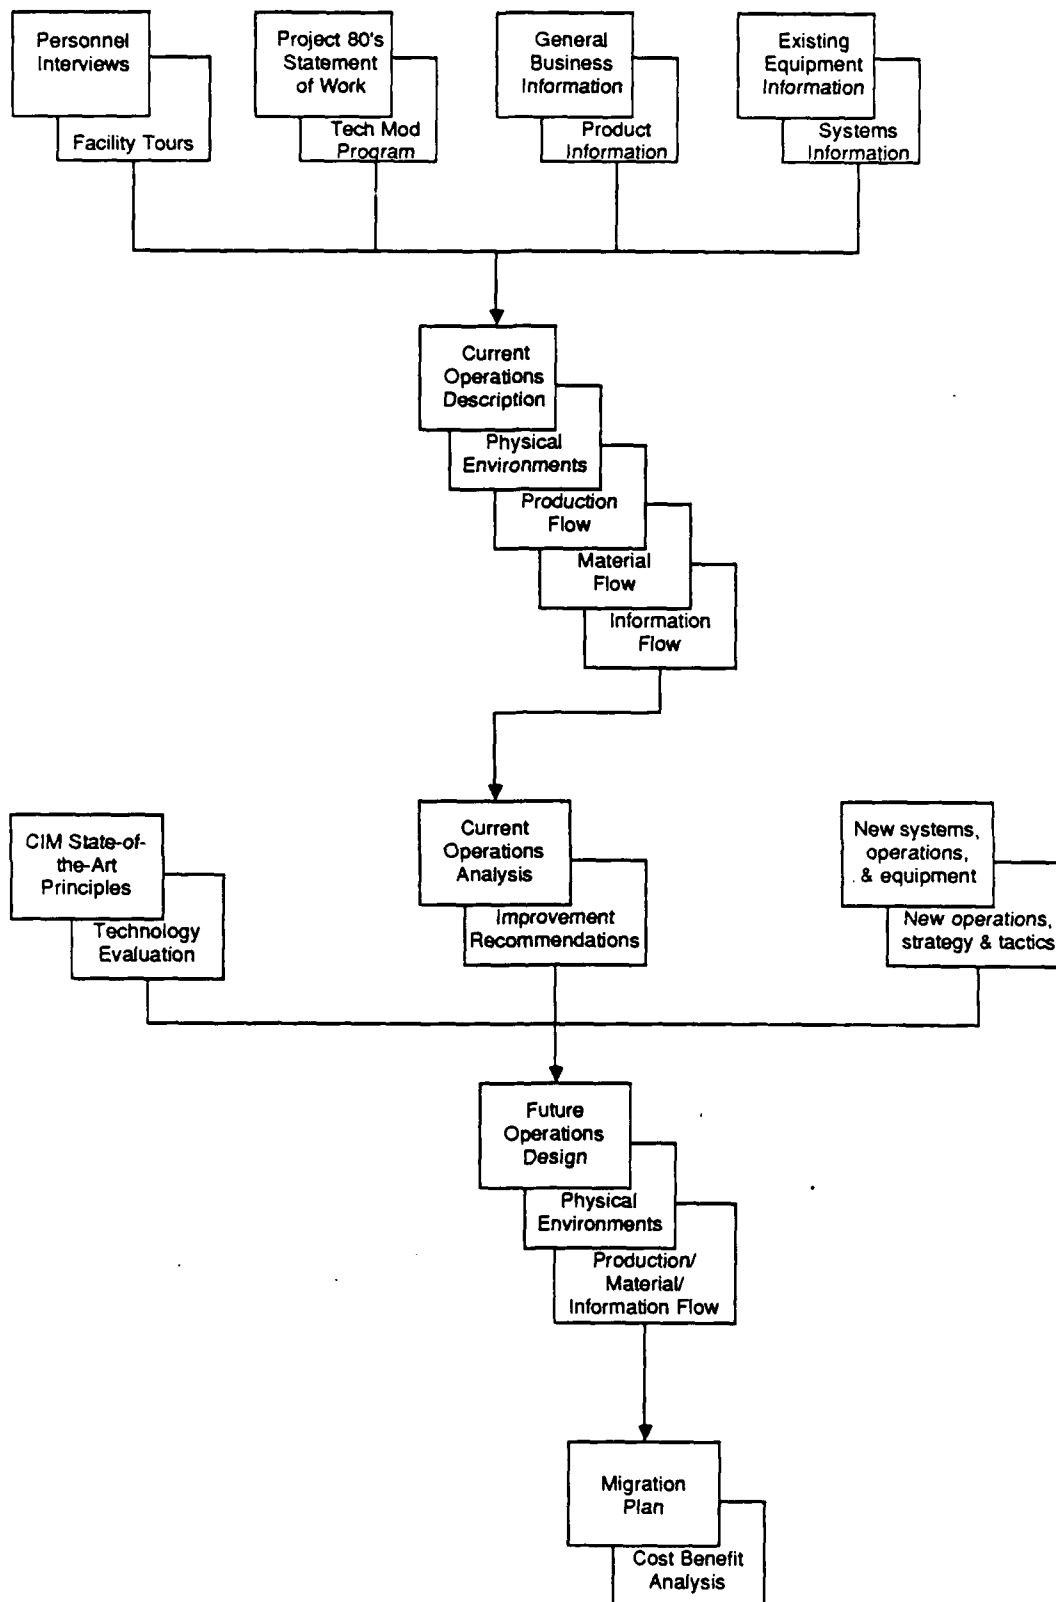 Personnel
Interviews
Facility Tours
Project 80's
Statement
of Work
Tech Mod
Program
General
Business
Information
Product
Information
Existing
Equipment
Information
Systems
Information
Current
Operations
Description
Physical
Environments
Production
Flow
Material
Flow
Information
Flow
CIM State-of-
the-Art
Principles
Technology
Evaluation
Current
Operations
Analysis
Improvement
Recommendations
New systems,
operations,
& equipment
New operations,
strategy & tactics
Future
Operations
Design
Physical
Environments
Production/
Material/
Information Flow
Migration
Plan
Cost Benefit
Analysis